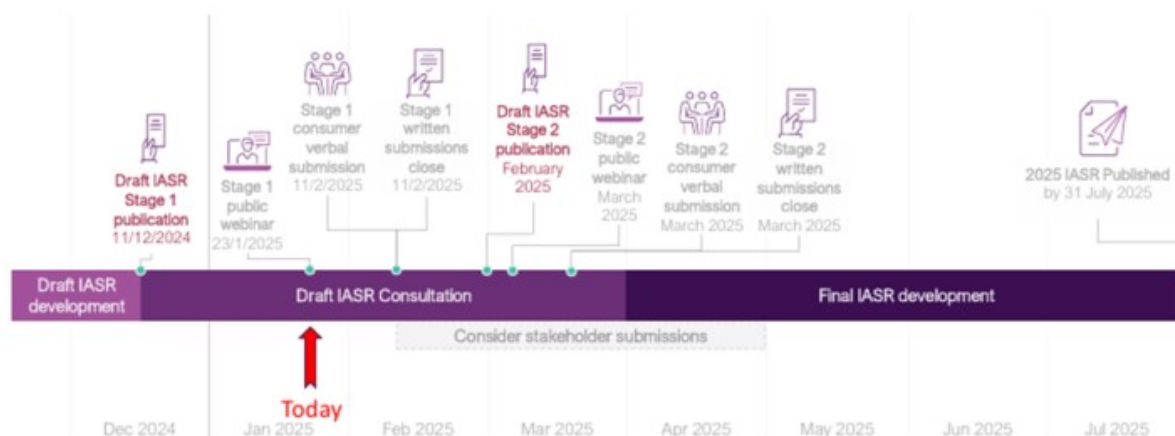 Draft IASR
Stage 1
publication
11/12/2024
Stage 1
public
webinar
23/1/2025
Stage 1
consumer
verbal
submission
11/2/2025
Stage 1
written
submissions
close
11/2/2025
Draft IASR
Stage 2
publication
February
2025
Stage 2
public
webinar
March
2025
Stage 2
consumer
verbal
submission
March 2025
Stage 2
written
submissions
close
March 2025
2025 IASR Published
by 31 July 2025
Draft IASR
development
Draft IASR Consultation
Final IASR development
Consider stakeholder submissions
Today
Dec 2024
Jan 2025
Feb 2025
Mar 2025
Apr 2025
May 2025
Jun 2025
Jul 2025